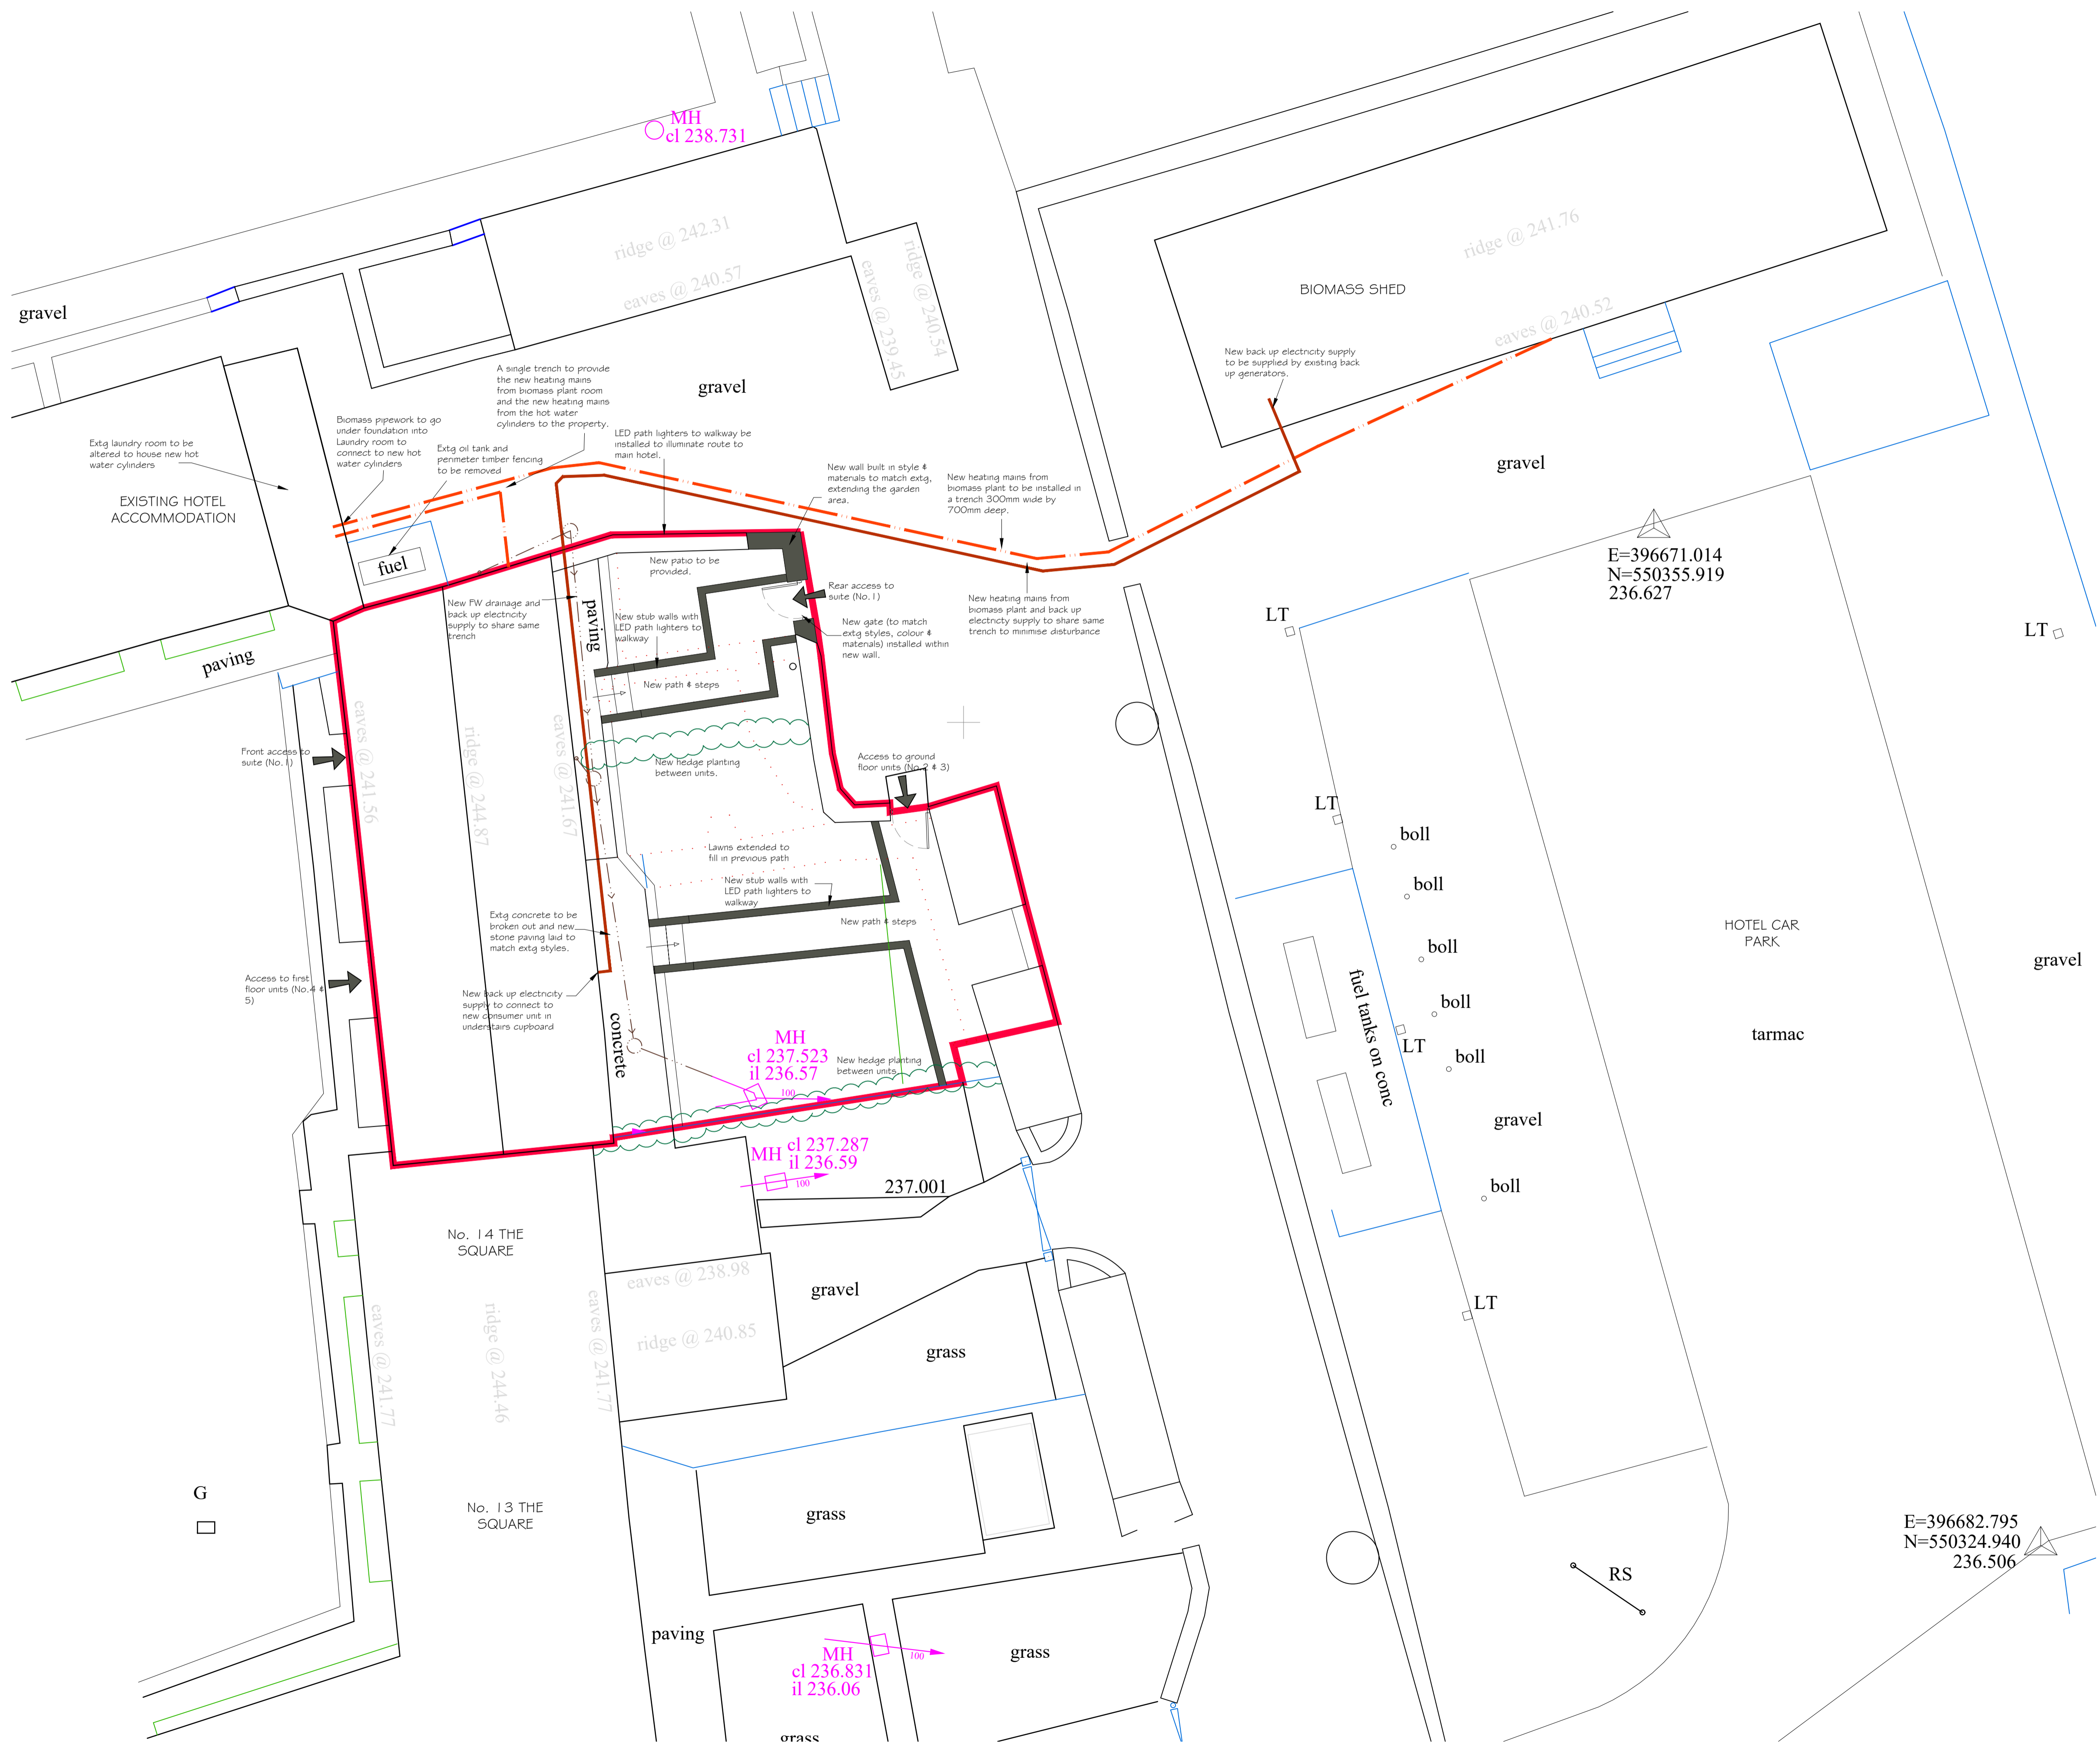 MH
cl 238.731
ridge @ 242.31
eaves @ 240.57
ridge @ 240.54
eaves @ 239.45
ridge @ 241.76
BIOMASS SHED
eaves @ 240.52
gravel
gravel
New back up electricity supply
to be supplied by existing back
up generators.
A single trench to provide
the new heating mains
from biomass plant room
and the new heating mains
from the hot water
cylinders to the property.
Biomass pipework to go
under foundation into
Laundry room to
connect to new hot
water cylinders
Extg laundry room to be
altered to house new hot
water cylinders
Extg oil tank and
perimeter timber fencing
to be removed
LED path lighters to walkway be
installed to illuminate route to
main hotel.
New wall built in style &
materials to match extg,
extending the garden
area.
New heating mains from
biomass plant to be installed in
a trench 300mm wide by
700mm deep.
gravel
EXISTING HOTEL
ACCOMMODATION
fuel
New patio to be
provided.
Rear access to
suite (No.1)
New heating mains from
biomass plant and back up
electricity supply to share same
trench to minimise disturbance
E=396671.014
N=550355.919
236.627
New FW drainage and
back up electricity
supply to share same
trench
paving
New stub walls with
LED path lighters to
walkway
New gate (to match
extg styles, colour &
materials) installed within
new wall.
LT
LT
paving
New path & steps
eaves @ 241.56
ridge @ 244.87
eaves @ 241.67
Front access to
suite (No.1)
New hedge planting
between units.
Access to ground
floor units (No.2 & 3)
LT
boll
Lawns extended to
fill in previous path
New stub walls with
LED path lighters to
walkway
boll
Extg concrete to be
broken out and new
stone paving laid to
match extg styles.
New path & steps
HOTEL CAR
PARK
boll
gravel
Access to first
floor units (No.4 &
5)
New back up electricity
supply to connect to
new consumer unit in
understairs cupboard
fuel tanks on conc
boll
concrete
MH
cl 237.523
il 236.57
100
New hedge planting
between units.
LT
boll
tarmac
gravel
MH
cl 237.287
il 236.59
100
237.001
boll
No. 14 THE
SQUARE
eaves @ 238.98
gravel
ridge @ 240.85
eaves @ 241.77
ridge @ 244.46
eaves @ 241.77
grass
LT
G
No. 13 THE
SQUARE
grass
E=396682.795
N=550324.940
236.506
RS
paving
MH
cl 236.831
il 236.06
100
grass
grass